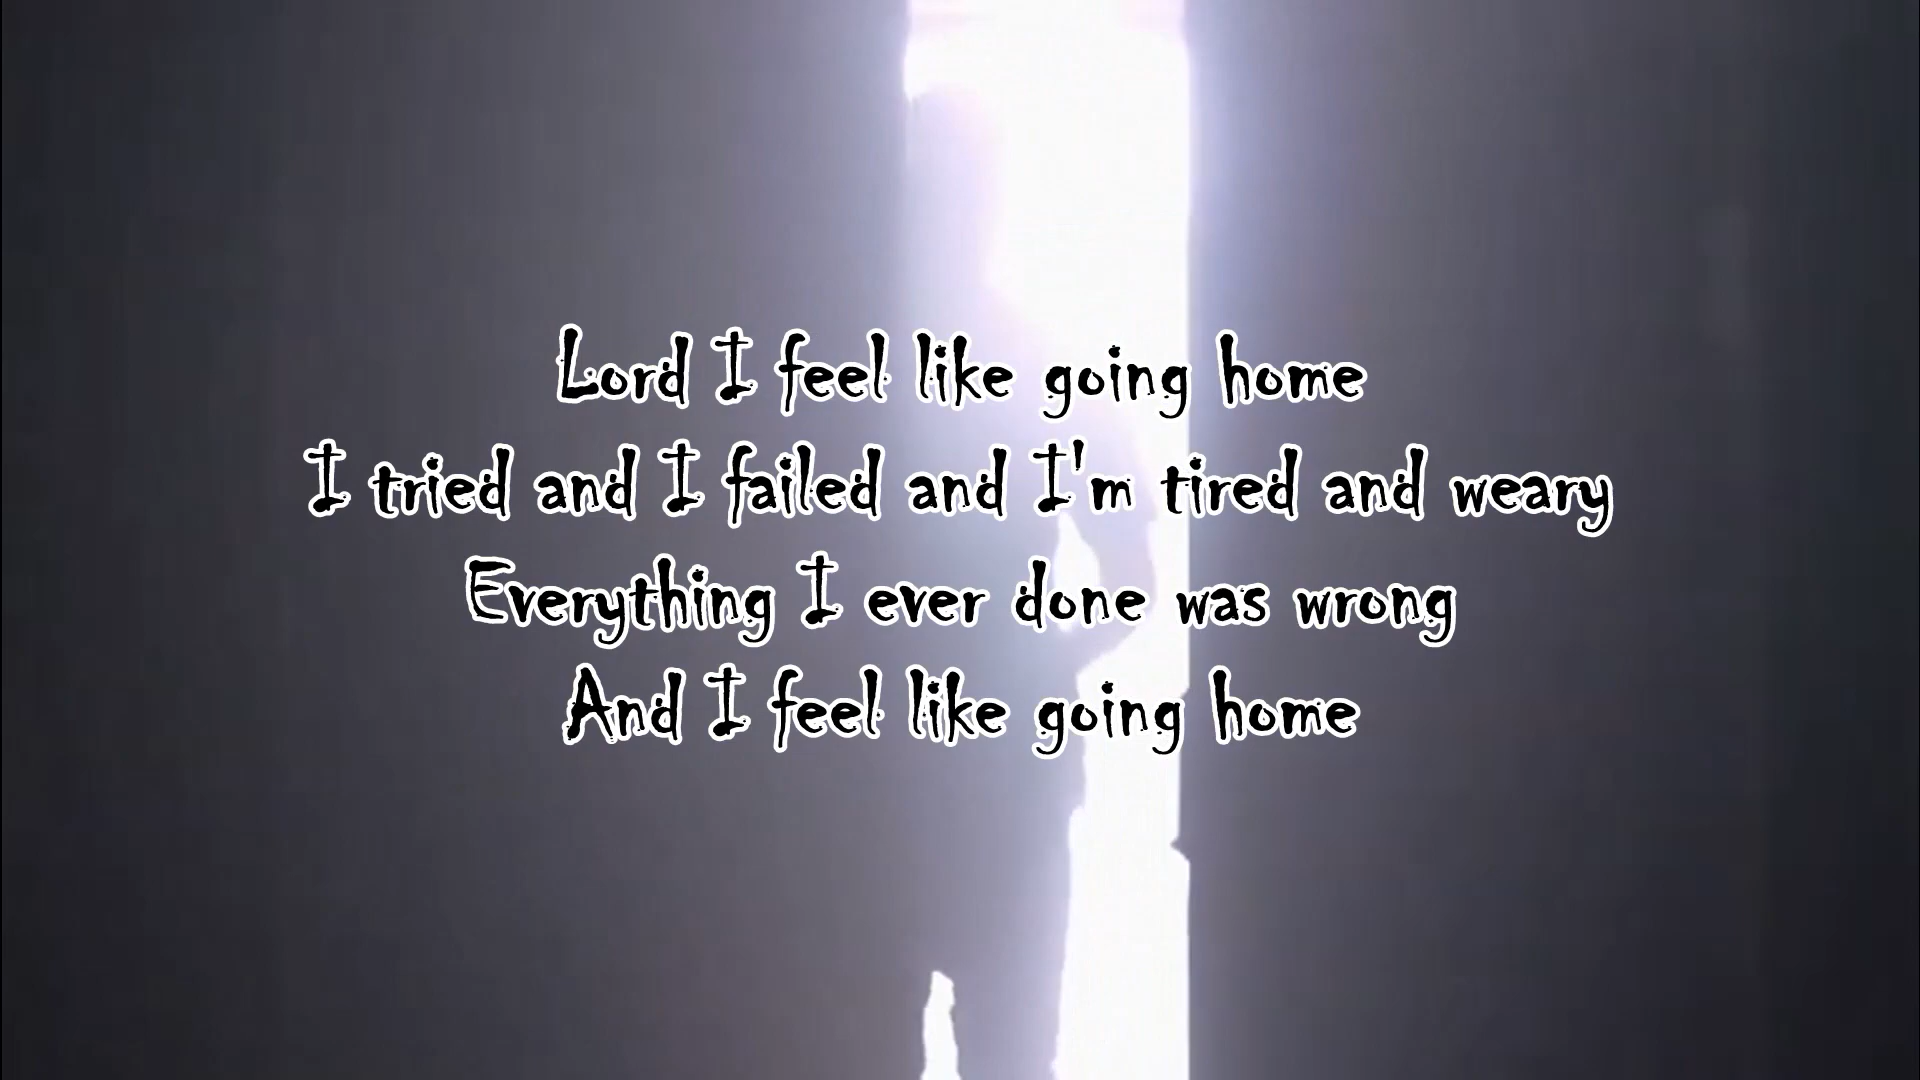 Lord I feel like going home
I tried and I failed and I'm tired and weary
Everything I ever done was wrong
And I feel like going home